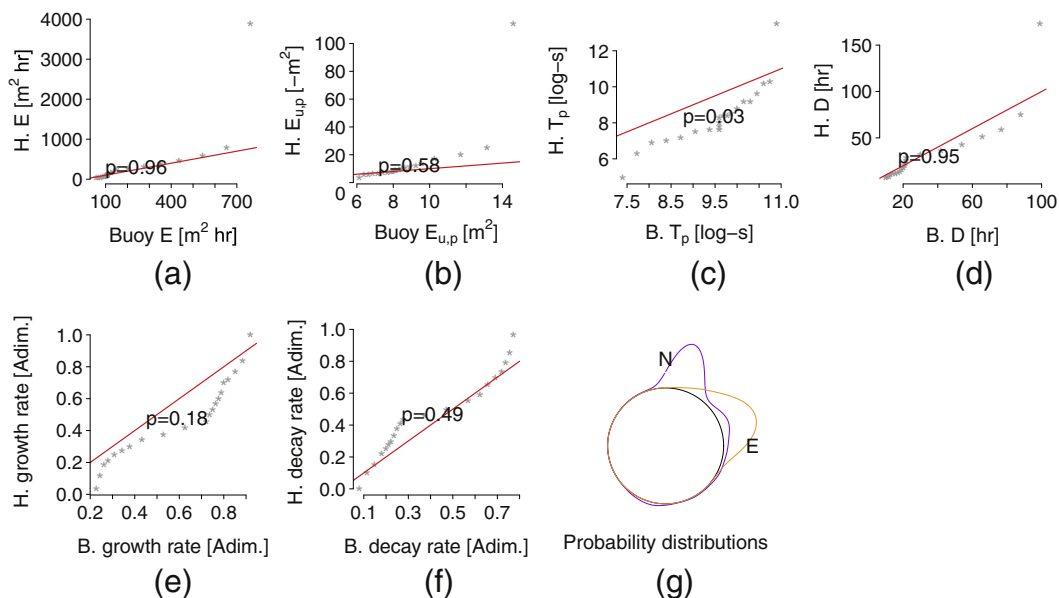 H. E [m² hr]
4000
3000
2000
1000
0
p=0.96
100
400
700
Buoy E [m² hr]
(a)
H. E_{u,p} [−m²]
100
80
60
40
20
0
p=0.58
6
8
10
12
14
Buoy E_{u,p} [m²]
(b)
H. T_p [log−s]
12
10
8
6
p=0.03
7.5
8.5
9.5
11.0
B. T_p [log−s]
(c)
H. D [hr]
150
100
50
p=0.95
20
60
100
B. D [hr]
(d)
H. growth rate [Adim.]
1.0
0.8
0.6
0.4
0.2
0.0
p=0.18
0.2
0.4
0.6
0.8
B. growth rate [Adim.]
(e)
H. decay rate [Adim.]
1.0
0.8
0.6
0.4
0.2
0.0
p=0.49
0.1
0.3
0.5
0.7
B. decay rate [Adim.]
(f)
N
E
Probability distributions
(g)